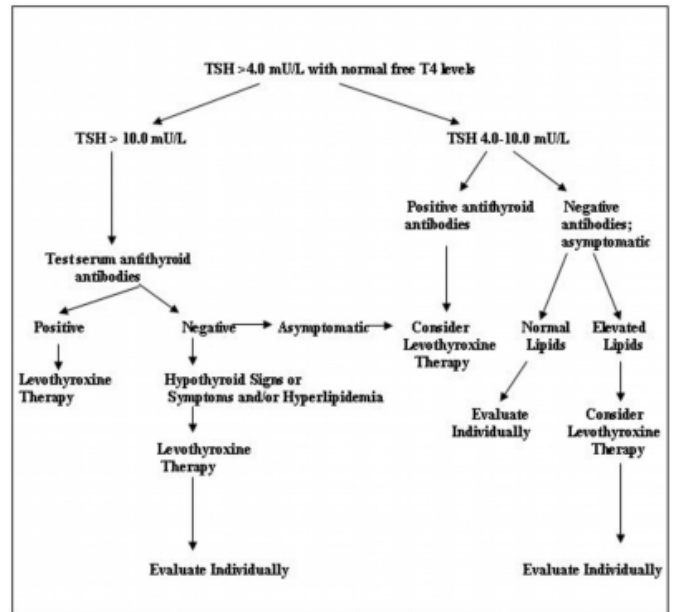 TSH >4.0 mU/L with normal free T4 levels
TSH > 10.0 mU/L
TSH 4.0-10.0 mU/L
Positive antithyroid
antibodies
Negative
antibodies;
asymptomatic
Test serum antithyroid
antibodies
Positive
Negative
Asymptomatic
Consider
Levothyroxine
Therapy
Normal
Lipids
Elevated
Lipids
Levothyroxine
Therapy
Hypothyroid Signs or
Symptoms and/or Hyperlipidemia
Evaluate
Individually
Consider
Levothyroxine
Therapy
Levothyroxine
Therapy
Evaluate Individually
Evaluate Individually